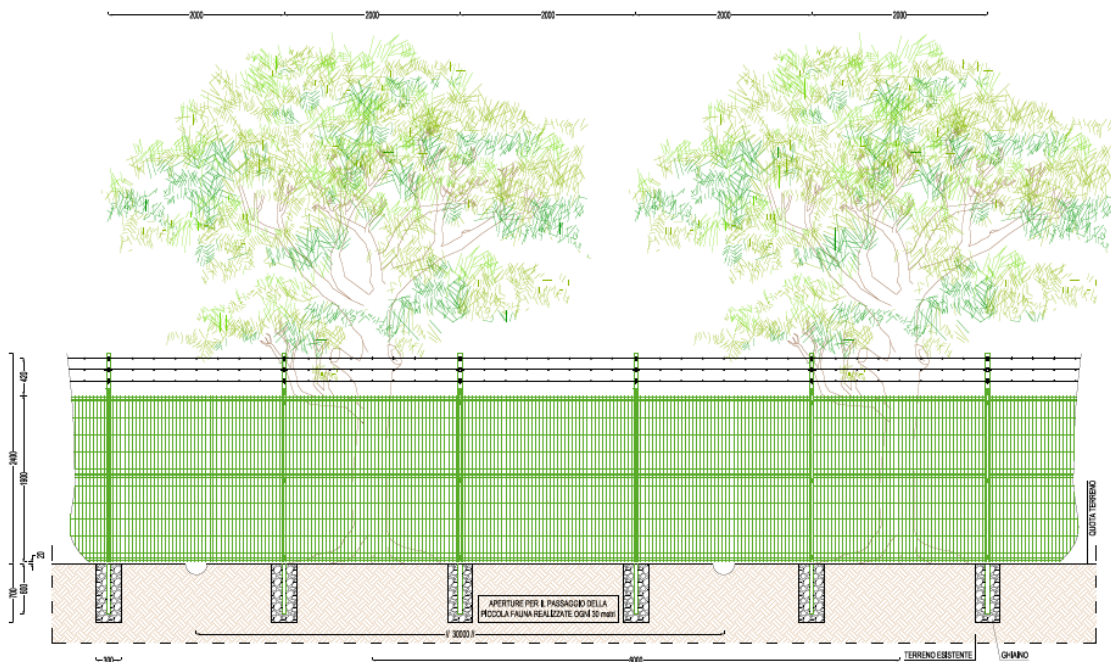 2000
2000
2000
2000
2000
420
2400
1900
20
QUOTA TERRENO
700
600
APERTURE PER IL PASSAGGIO DELLA
PICCOLA FAUNA REALIZZATE OGNI 30 metri
// 30000 //
TERRENO ESISTENTE
GHIAINO